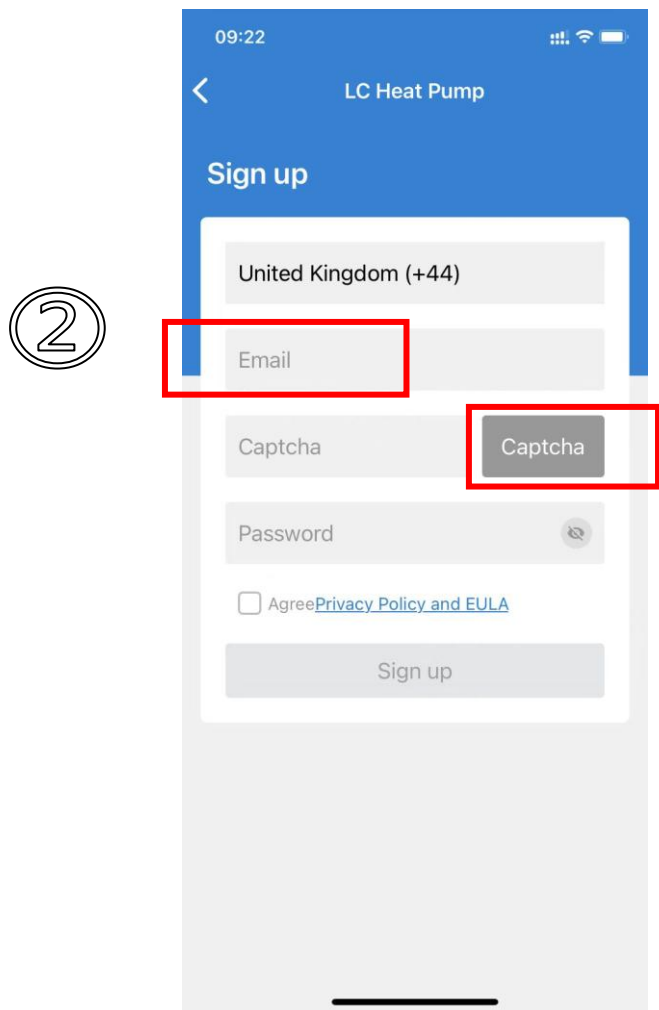 09:22
LC Heat Pump
Sign up
United Kingdom (+44)
②
Email
Captcha Captcha
Password
AgreePrivacy Policy and EULA
Sign up